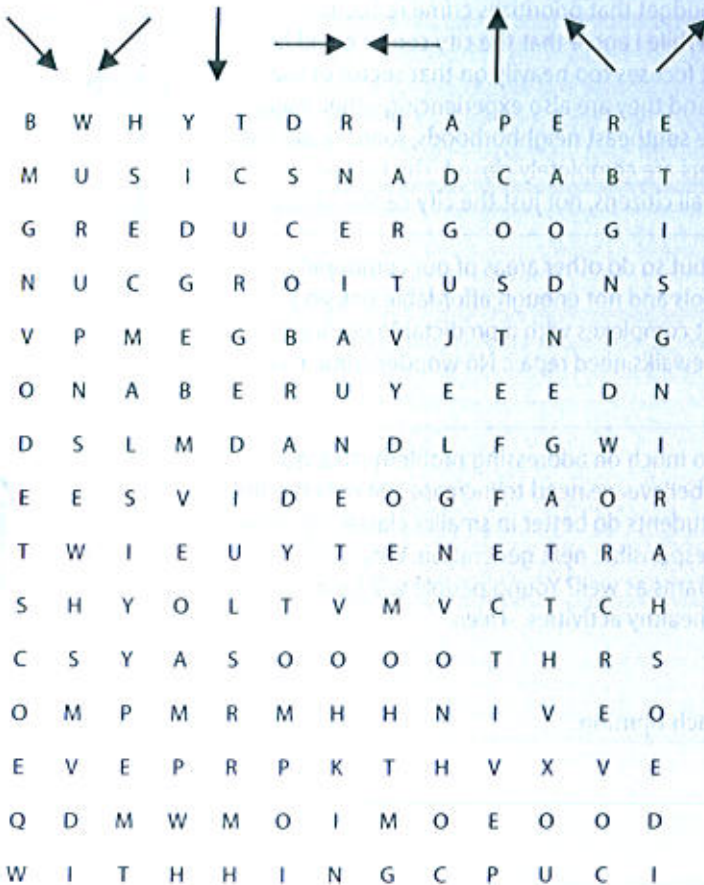 B W H Y T D R I A P E R E
M U S I C S N A D C A B T
G R E D U C E R G O O G I
N U C G R O I T U S D N S
V P M E G B A V J T N I G
O N A B E R U Y E E E D N
D S L M D A N D L F G W I
E E S V I D E O G F A O R
T W I E U Y T E N E T R A
S H Y O L T V M V C T C H
C S Y A S O O O O T H R S
O M P M R M H H N I V E O
E V E P R P K T H V X V E
Q D M W M O I M O E O O D
W I T H H I N G C P U C I